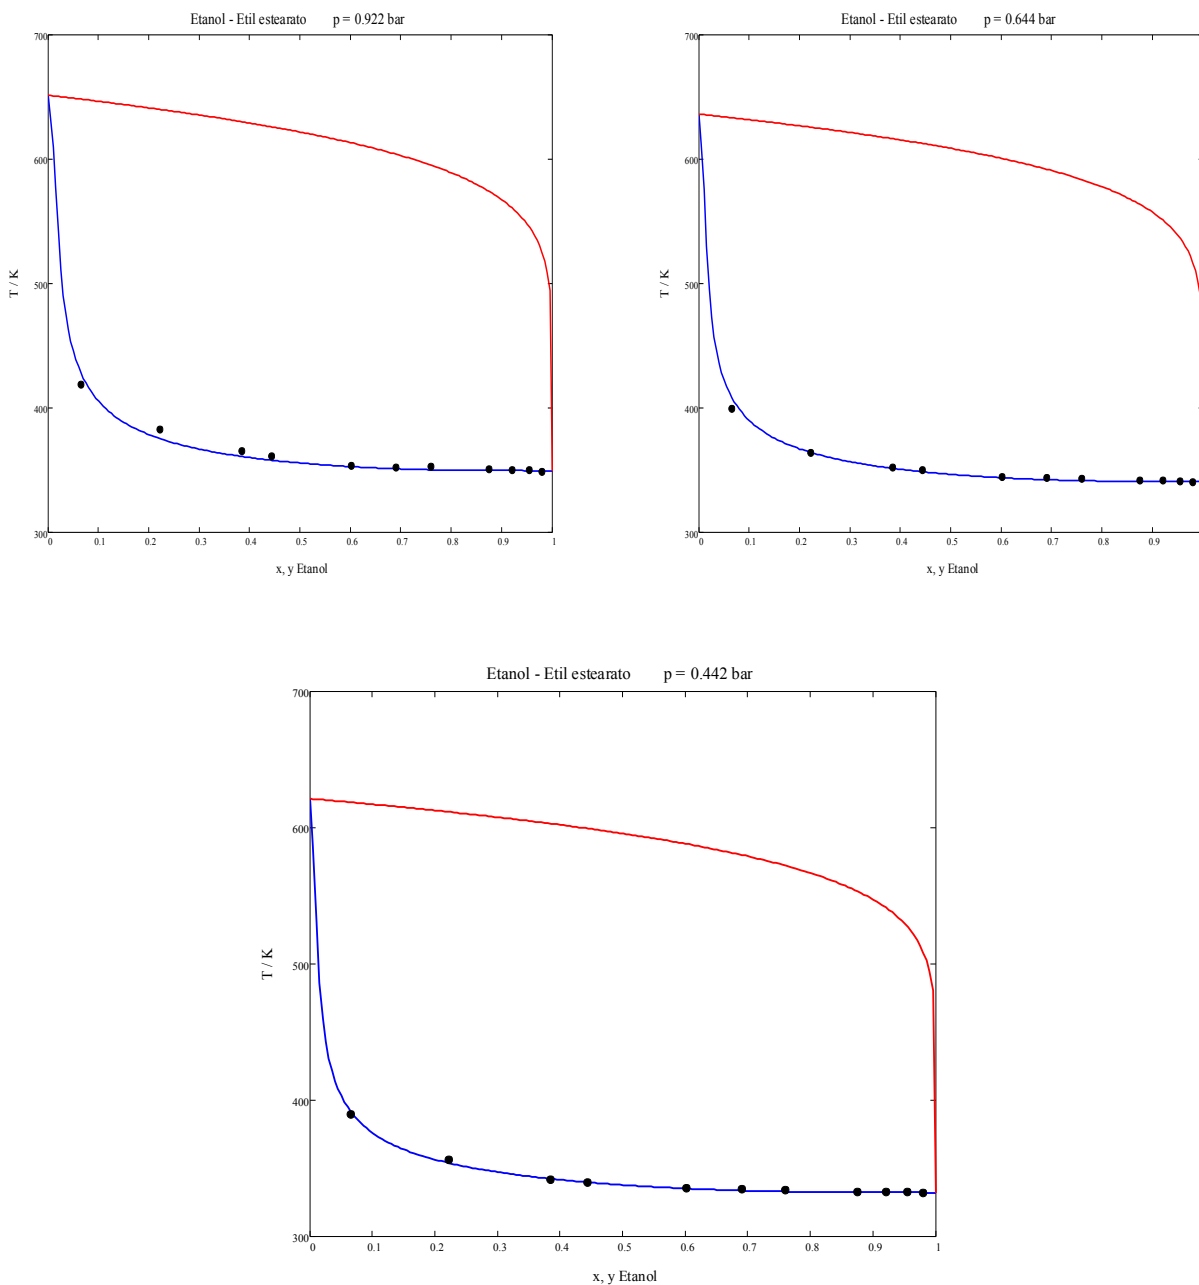 Etanol - Etil estearato p = 0.922 bar
700
600
500
400
300
T / K
0 0.1 0.2 0.3 0.4 0.5 0.6 0.7 0.8 0.9 1
x, y Etanol
Etanol - Etil estearato p = 0.644 bar
700
600
500
400
300
T / K
0 0.1 0.2 0.3 0.4 0.5 0.6 0.7 0.8 0.9
x, y Etanol
Etanol - Etil estearato p = 0.442 bar
700
600
500
400
300
T / K
0 0.1 0.2 0.3 0.4 0.5 0.6 0.7 0.8 0.9 1
x, y Etanol